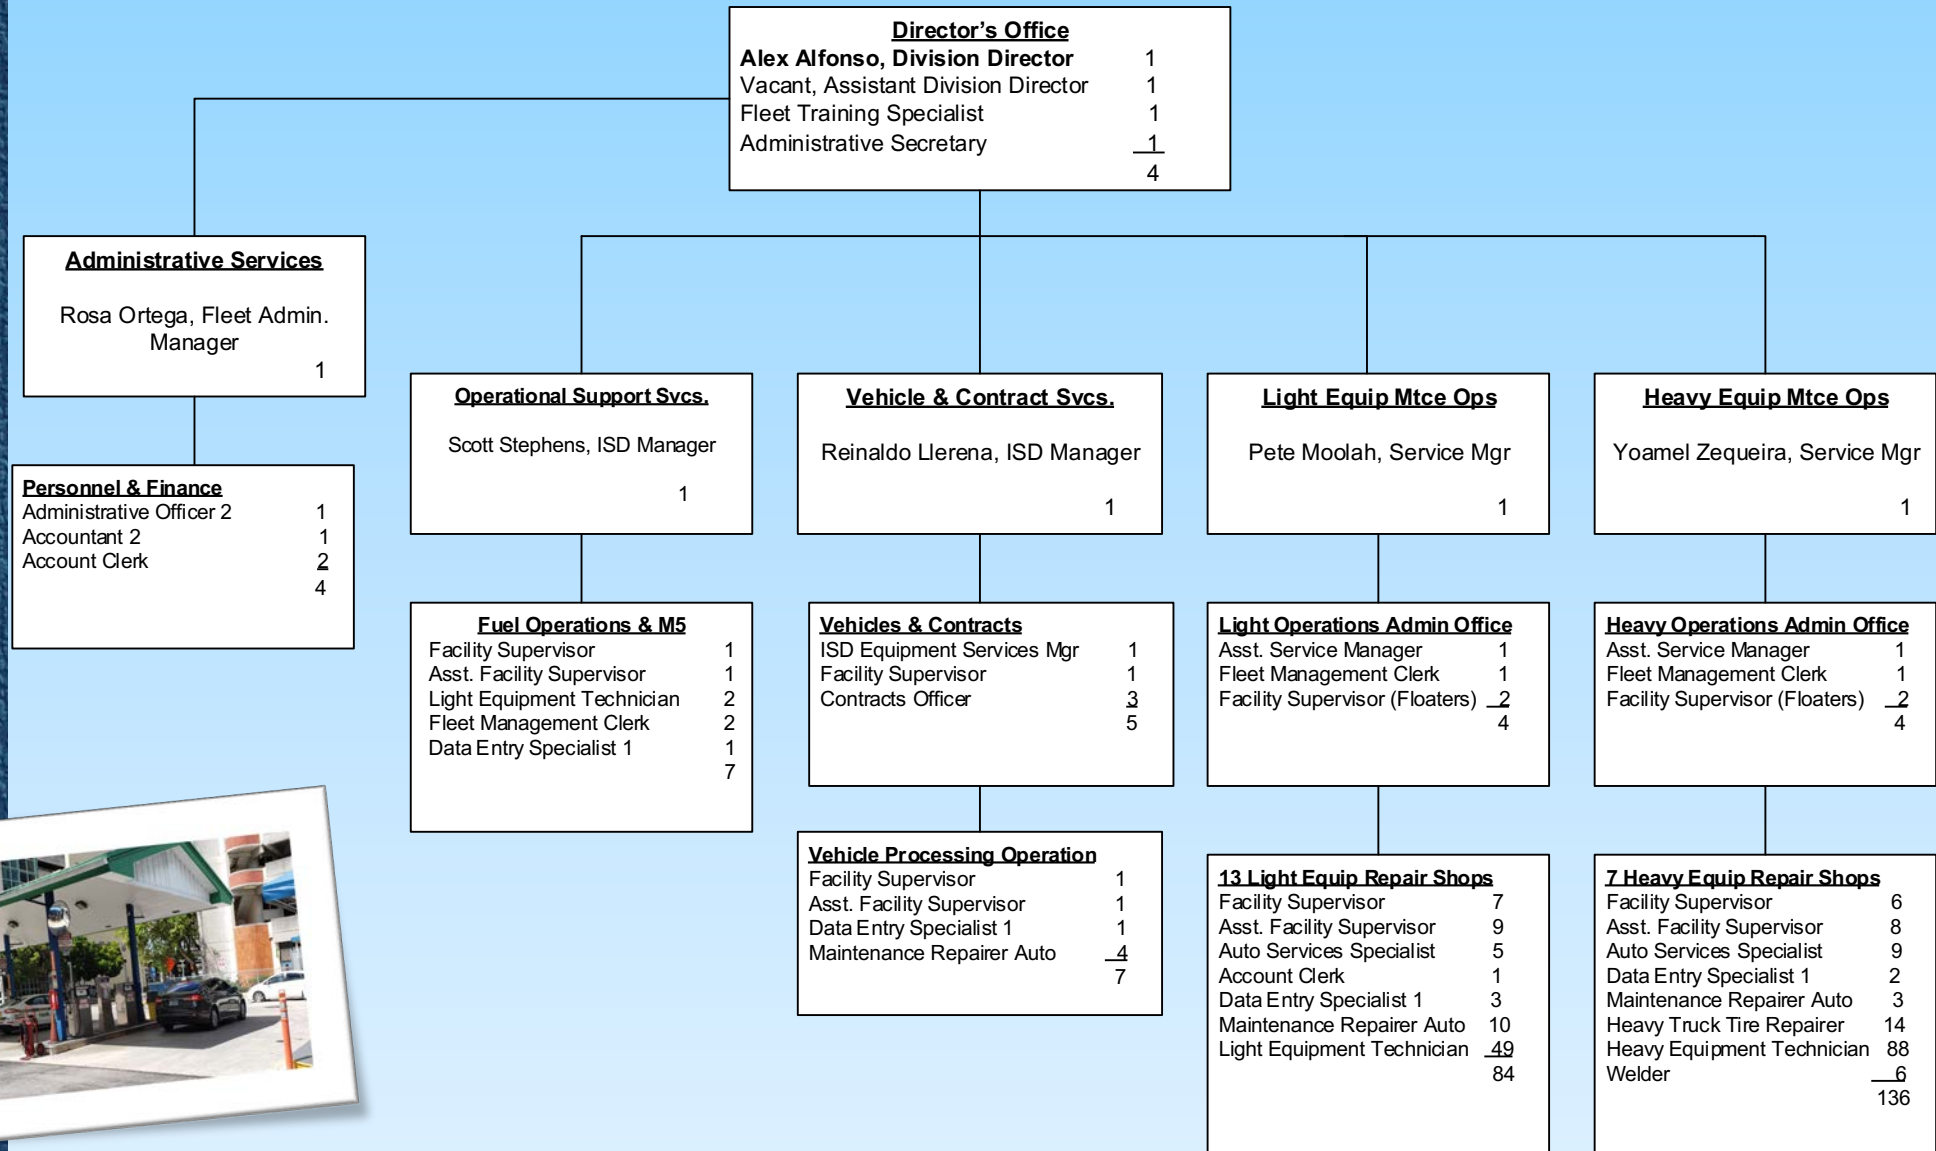 Director's Office
Alex Alfonso, Division Director 1
Vacant, Assistant Division Director 1
Fleet Training Specialist 1
Administrative Secretary 1
4
Administrative Services
Rosa Ortega, Fleet Admin.
Manager
1
Personnel & Finance
Administrative Officer 2 1
Accountant 2 1
Account Clerk 2
4
Operational Support Svcs.
Scott Stephens, ISD Manager
1
Fuel Operations & M5
Facility Supervisor 1
Asst. Facility Supervisor 1
Light Equipment Technician 2
Fleet Management Clerk 2
Data Entry Specialist 1 1
7
Vehicle & Contract Svcs.
Reinaldo Llerena, ISD Manager
1
Vehicles & Contracts
ISD Equipment Services Mgr 1
Facility Supervisor 1
Contracts Officer 3
5
Vehicle Processing Operation
Facility Supervisor 1
Asst. Facility Supervisor 1
Data Entry Specialist 1 1
Maintenance Repairer Auto 4
7
Light Equip Mtce Ops
Pete Moolah, Service Mgr
1
Light Operations Admin Office
Asst. Service Manager 1
Fleet Management Clerk 1
Facility Supervisor (Floaters) 2
4
13 Light Equip Repair Shops
Facility Supervisor 7
Asst. Facility Supervisor 9
Auto Services Specialist 5
Account Clerk 1
Data Entry Specialist 1 3
Maintenance Repairer Auto 10
Light Equipment Technician 49
84
Heavy Equip Mtce Ops
Yoamel Zequeira, Service Mgr
1
Heavy Operations Admin Office
Asst. Service Manager 1
Fleet Management Clerk 1
Facility Supervisor (Floaters) 2
4
7 Heavy Equip Repair Shops
Facility Supervisor 6
Asst. Facility Supervisor 8
Auto Services Specialist 9
Data Entry Specialist 1 2
Maintenance Repairer Auto 3
Heavy Truck Tire Repairer 14
Heavy Equipment Technician 88
Welder 6
136